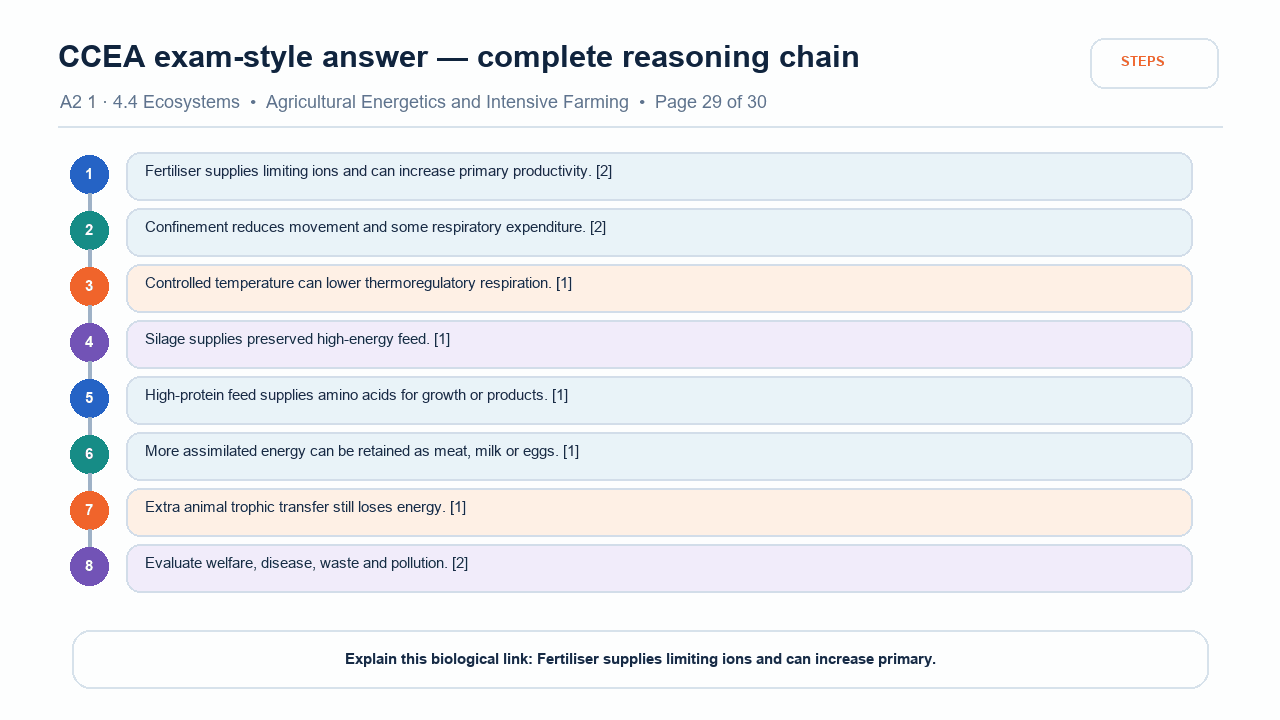 CCEA exam-style answer — complete reasoning chain
STEPS
A2 1 · 4.4 Ecosystems • Agricultural Energetics and Intensive Farming • Page 29 of 30
1 Fertiliser supplies limiting ions and can increase primary productivity. [2]
2 Confinement reduces movement and some respiratory expenditure. [2]
3 Controlled temperature can lower thermoregulatory respiration. [1]
4 Silage supplies preserved high-energy feed. [1]
5 High-protein feed supplies amino acids for growth or products. [1]
6 More assimilated energy can be retained as meat, milk or eggs. [1]
7 Extra animal trophic transfer still loses energy. [1]
8 Evaluate welfare, disease, waste and pollution. [2]
Explain this biological link: Fertiliser supplies limiting ions and can increase primary.